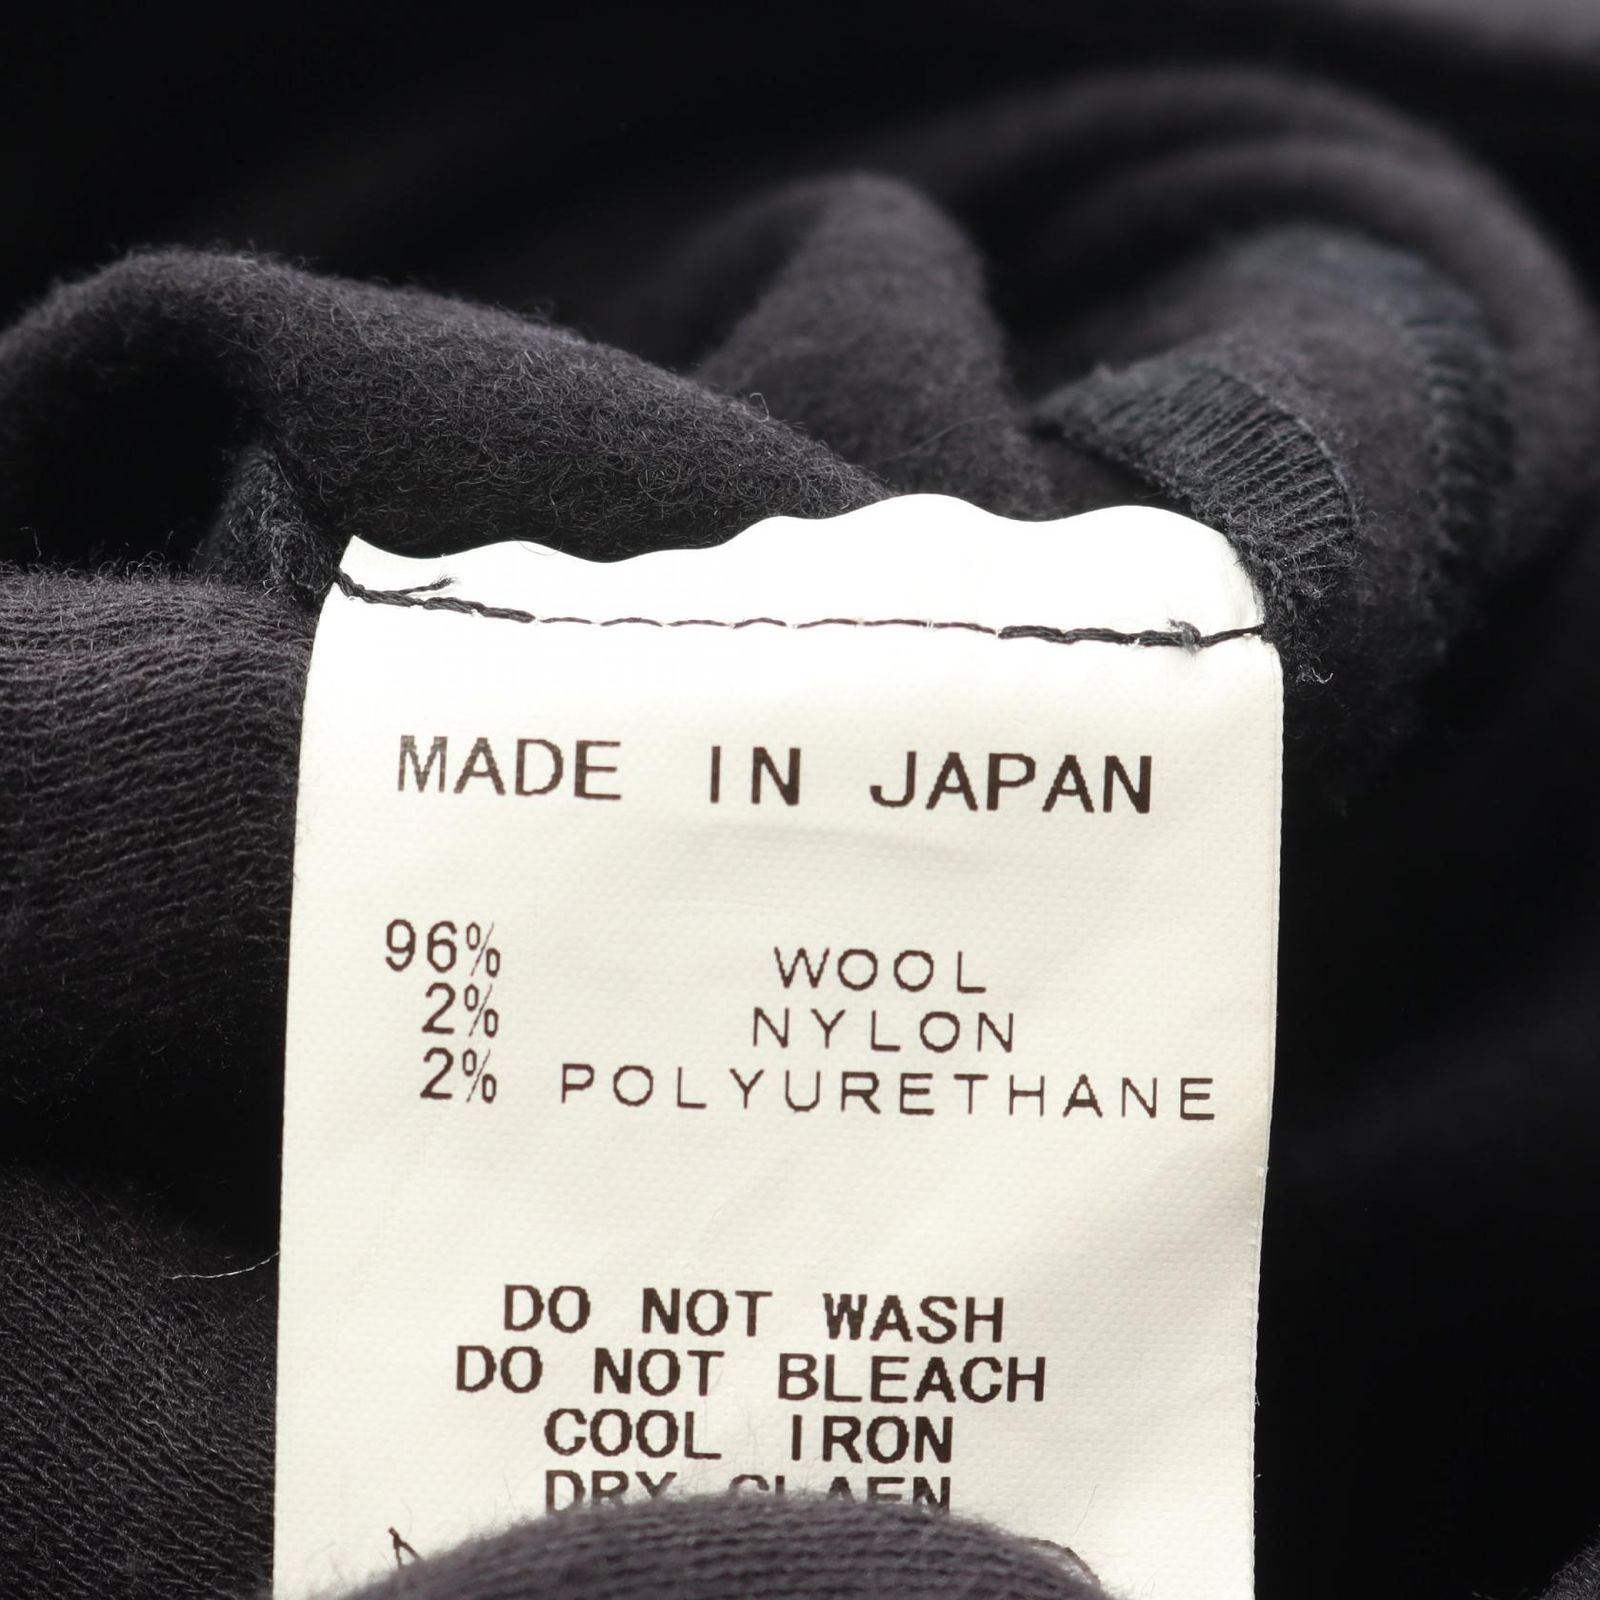 MADE IN JAPAN
96% WOOL
2% NYLON
2% POLYURETHANE
DO NOT WASH
DO NOT BLEACH
COOL IRON
DRY CLAEN